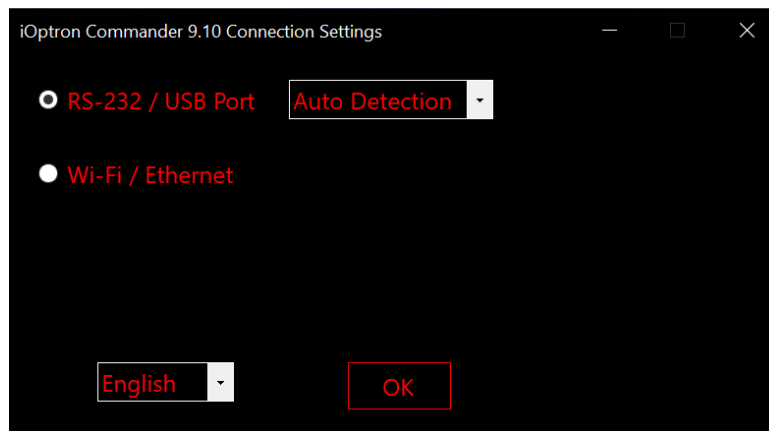 iOptron Commander 9.10 Connection Settings
RS-232 / USB Port Auto Detection
Wi-Fi / Ethernet
English OK